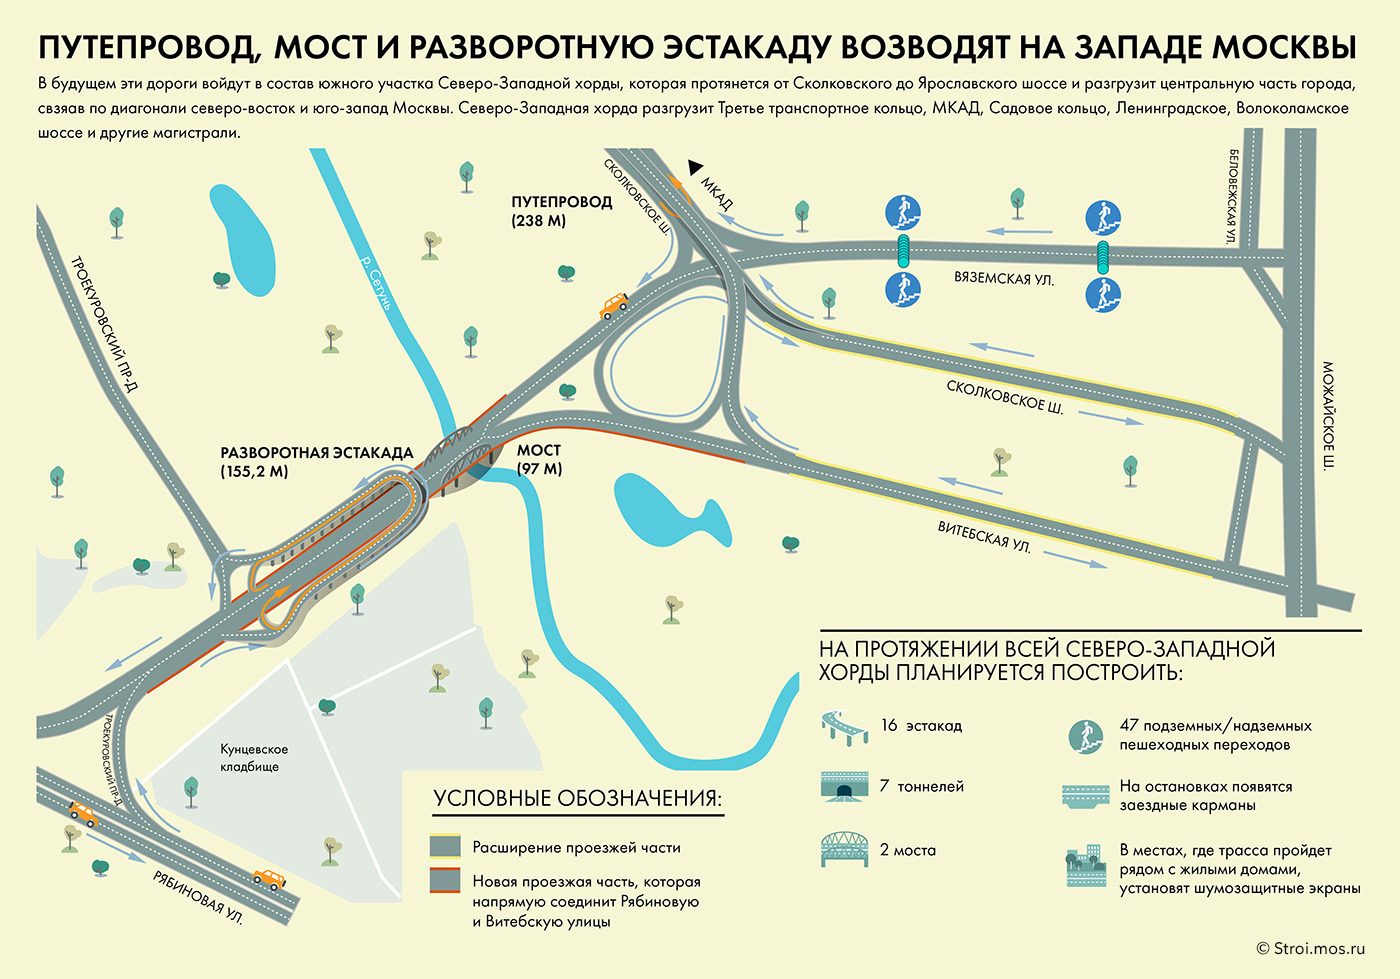 ПУТЕПРОВОД, МОСТ И РАЗВОРОТНУЮ ЭСТАКАДУ ВОЗВОДЯТ НА ЗАПАДЕ МОСКВЫ
В будущем эти дороги войдут в состав южного участка Северо-Западной хорды, которая протянется от Сколковского до Ярославского шоссе и разгрузит центральную часть города,
свзяав по диагонали северо-восток и юго-запад Москвы. Северо-Западная хорда разгрузит Третье транспортное кольцо, МКАД, Садовое кольцо, Ленинградское, Волоколамское
шоссе и другие магистрали.
СКОЛКОВСКОЕ Ш.
МКАД
БЕЛОВЕЖСКАЯ УЛ.
ПУТЕПРОВОД
(238 М)
ТРОЕКУРОВСКИЙ ПР-Д
р. Сетунь
ВЯЗЕМСКАЯ УЛ.
СКОЛКОВСКОЕ Ш.
МОЖАЙСКОЕ Ш.
РАЗВОРОТНАЯ ЭСТАКАДА
(155,2 М)
МОСТ
(97 М)
ВИТЕБСКАЯ УЛ.
ТРОЕКУРОВСКИЙ ПР-Д
Кунцевское
кладбище
РЯБИНОВАЯ УЛ.
УСЛОВНЫЕ ОБОЗНАЧЕНИЯ:
Расширение проезжей части
Новая проезжая часть, которая
напрямую соединит Рябиновую
и Витебскую улицы
НА ПРОТЯЖЕНИИ ВСЕЙ СЕВЕРО-ЗАПАДНОЙ
ХОРДЫ ПЛАНИРУЕТСЯ ПОСТРОИТЬ:
16 эстакад
7 тоннелей
2 моста
47 подземных/надземных
пешеходных переходов
На остановках появятся
заездные карманы
В местах, где трасса пройдет
рядом с жилыми домами,
установят шумозащитные экраны
© Stroi.mos.ru